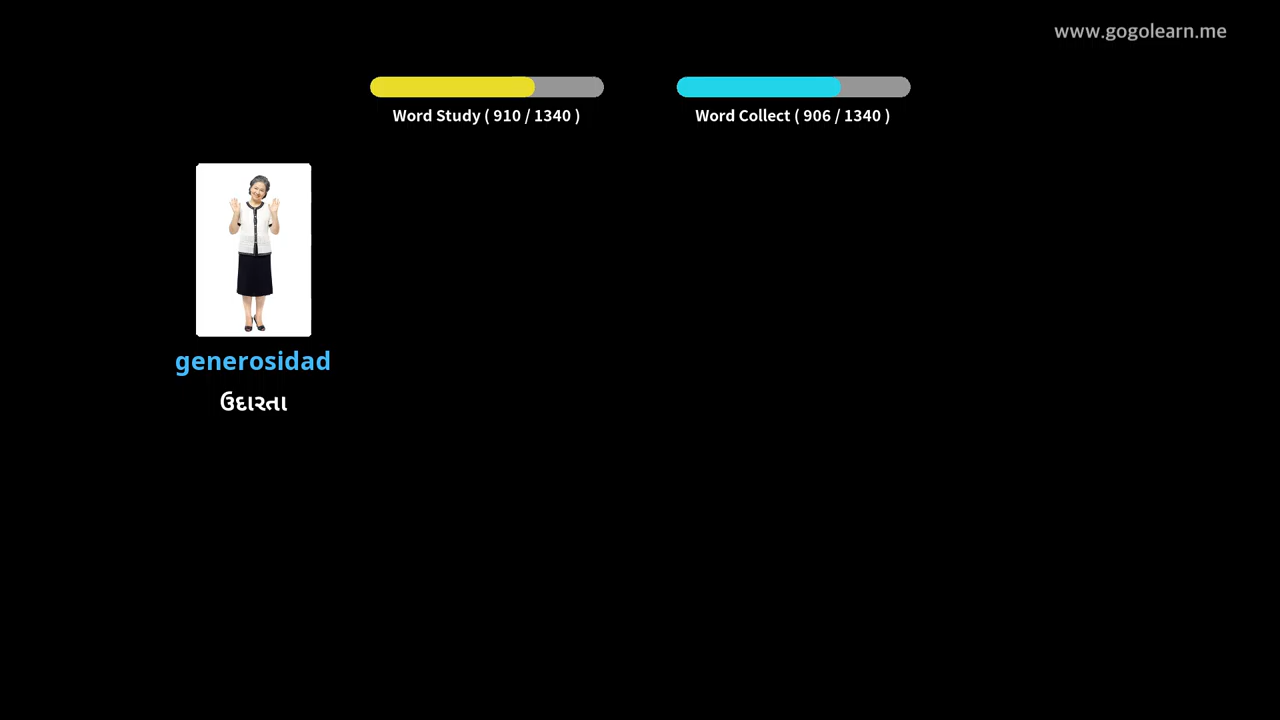 www.gogolearn.me
Word Study ( 910 / 1340 )
Word Collect ( 906 / 1340 )
generosidad
ઉદારતા